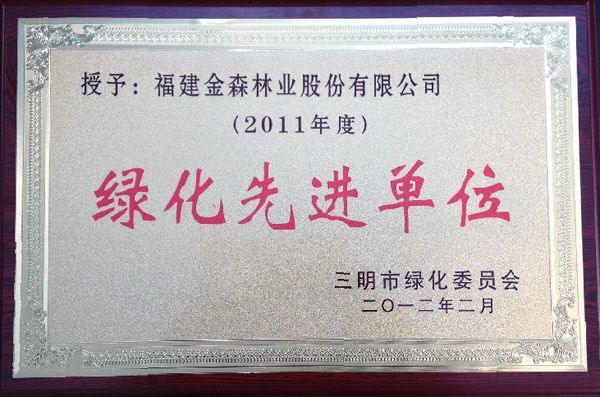 授予：福建金森林业股份有限公司
（2011年度）
绿化先进单位
三明市绿化委员会
二〇一二年二月